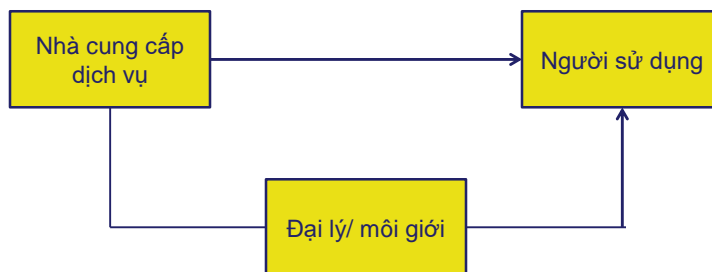 Nhà cung cấp
dịch vụ
Người sử dụng
Đại lý/ môi giới